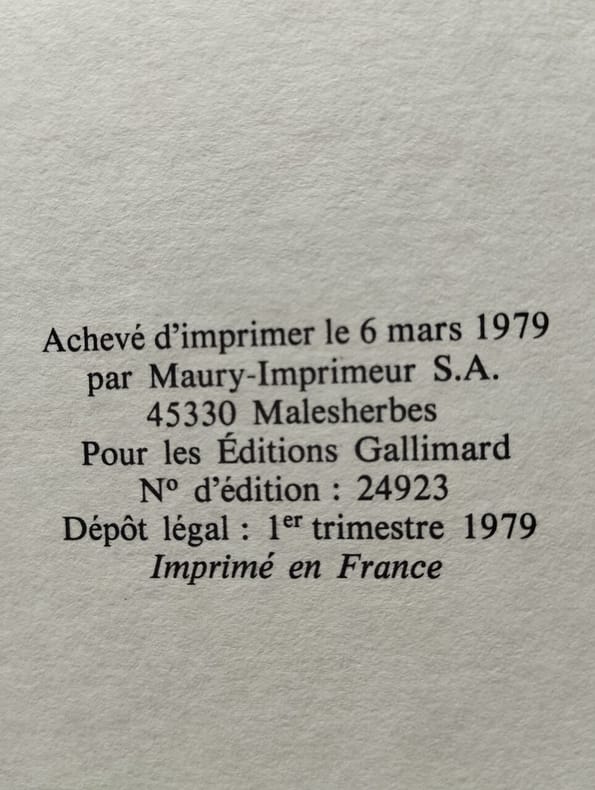 Achevé d'imprimer le 6 mars 1979
par Maury-Imprimeur S.A.
45330 Malesherbes
Pour les Éditions Gallimard
Nº d'édition : 24923
Dépôt légal : 1er trimestre 1979
Imprimé en France